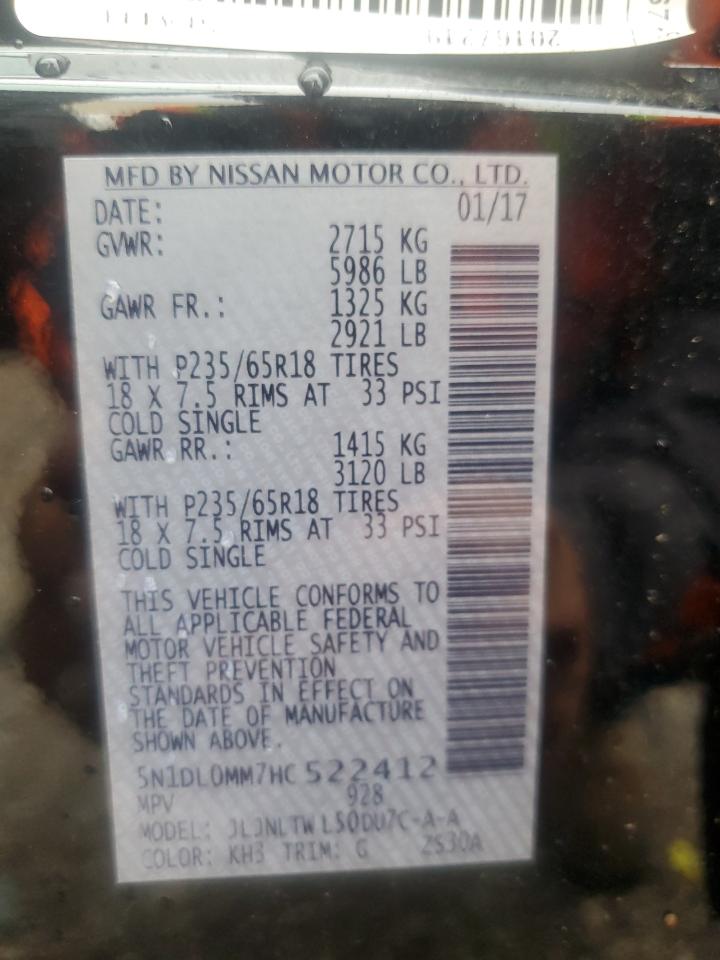 MFD BY NISSAN MOTOR CO., LTD.
DATE: 01/17
GVWR: 2715 KG
5986 LB
GAWR FR.: 1325 KG
2921 LB
WITH P235/65R18 TIRES
18 X 7.5 RIMS AT 33 PSI
COLD SINGLE
GAWR RR.: 1415 KG
3120 LB
WITH P235/65R18 TIRES
18 X 7.5 RIMS AT 33 PSI
COLD SINGLE
THIS VEHICLE CONFORMS TO
ALL APPLICABLE FEDERAL
MOTOR VEHICLE SAFETY AND
THEFT PREVENTION
STANDARDS IN EFFECT ON
THE DATE OF MANUFACTURE
SHOWN ABOVE.
5N1DL0MM7HC 522412
MPV 928
MODEL:
COLOR: KH3 TRIM: G 2S30A